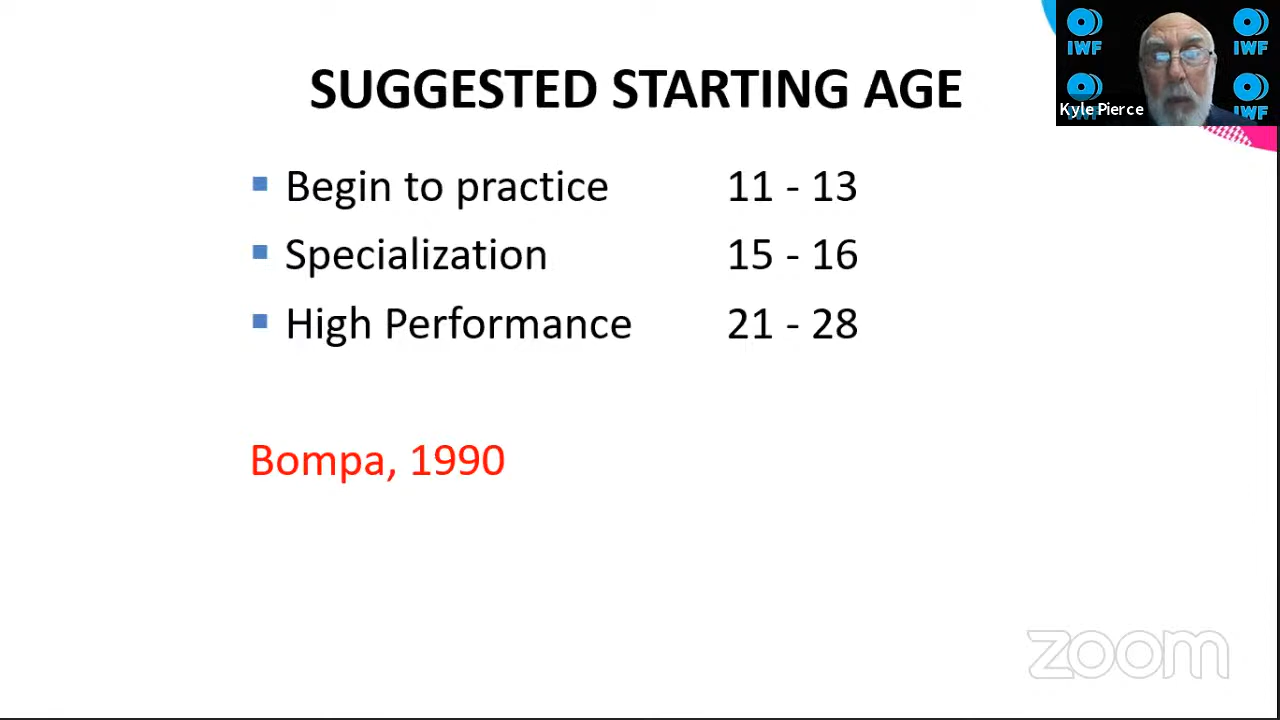 SUGGESTED STARTING AGE
Begin to practice 11 - 13
Specialization 15 - 16
High Performance 21 - 28
Bompa, 1990
IWF IWF
IWF
Kyle Pierce
zoom